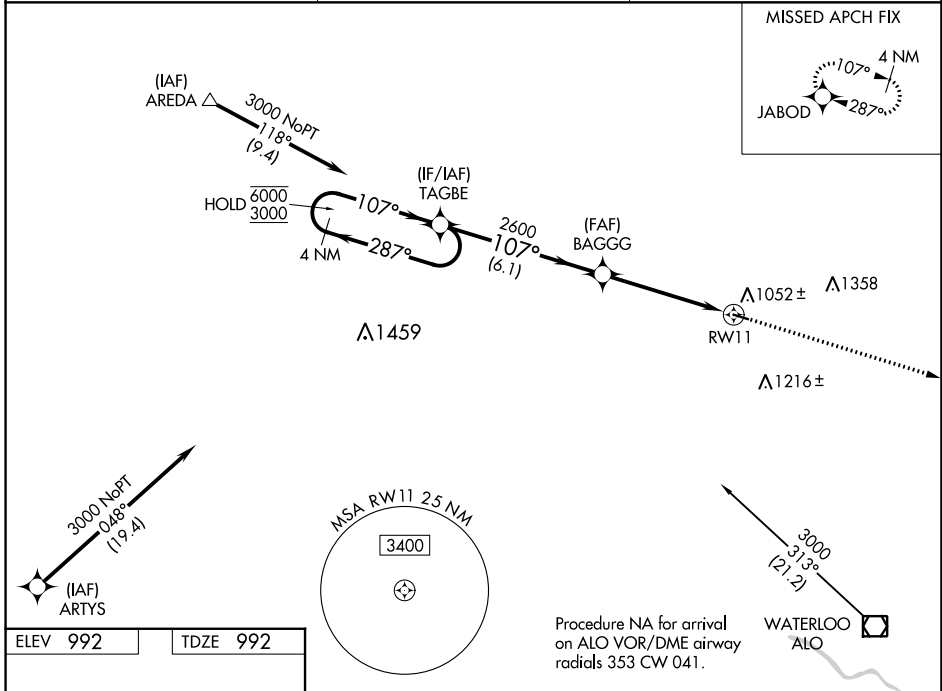 MISSED APCH FIX
4 NM
107°
JABOD
287°
(IAF)
AREDA
3000 NoPT
118°
(9.4)
(IF/IAF)
TAGBE
HOLD
6000
3000
107°
4 NM
287°
2600
107°
(6.1)
(FAF)
BAGGG
1052 ±
1358
RW11
1459
1216 ±
3000 NoPT
048°
(19.4)
(IAF)
ARTYS
MSA RW11 25 NM
3400
3000
313°
(21.2)
WATERLOO
ALO
Procedure NA for arrival
on ALO VOR/DME airway
radials 353 CW 041.
ELEV 992
TDZE 992